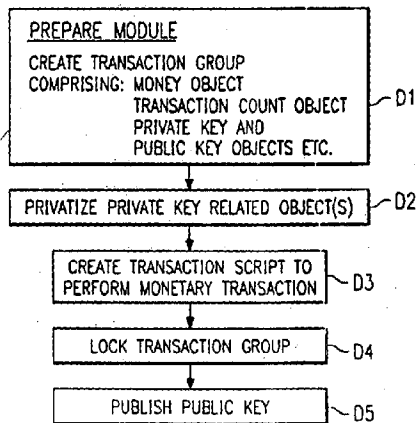 PREPARE MODULE
CREATE TRANSACTION GROUP
COMPRISING: MONEY OBJECT
TRANSACTION COUNT OBJECT
PRIVATE KEY AND
PUBLIC KEY OBJECTS ETC.
D1
PRIVATIZE PRIVATE KEY RELATED OBJECT(S)
D2
CREATE TRANSACTION SCRIPT TO
PERFORM MONETARY TRANSACTION
D3
LOCK TRANSACTION GROUP
D4
PUBLISH PUBLIC KEY
D5